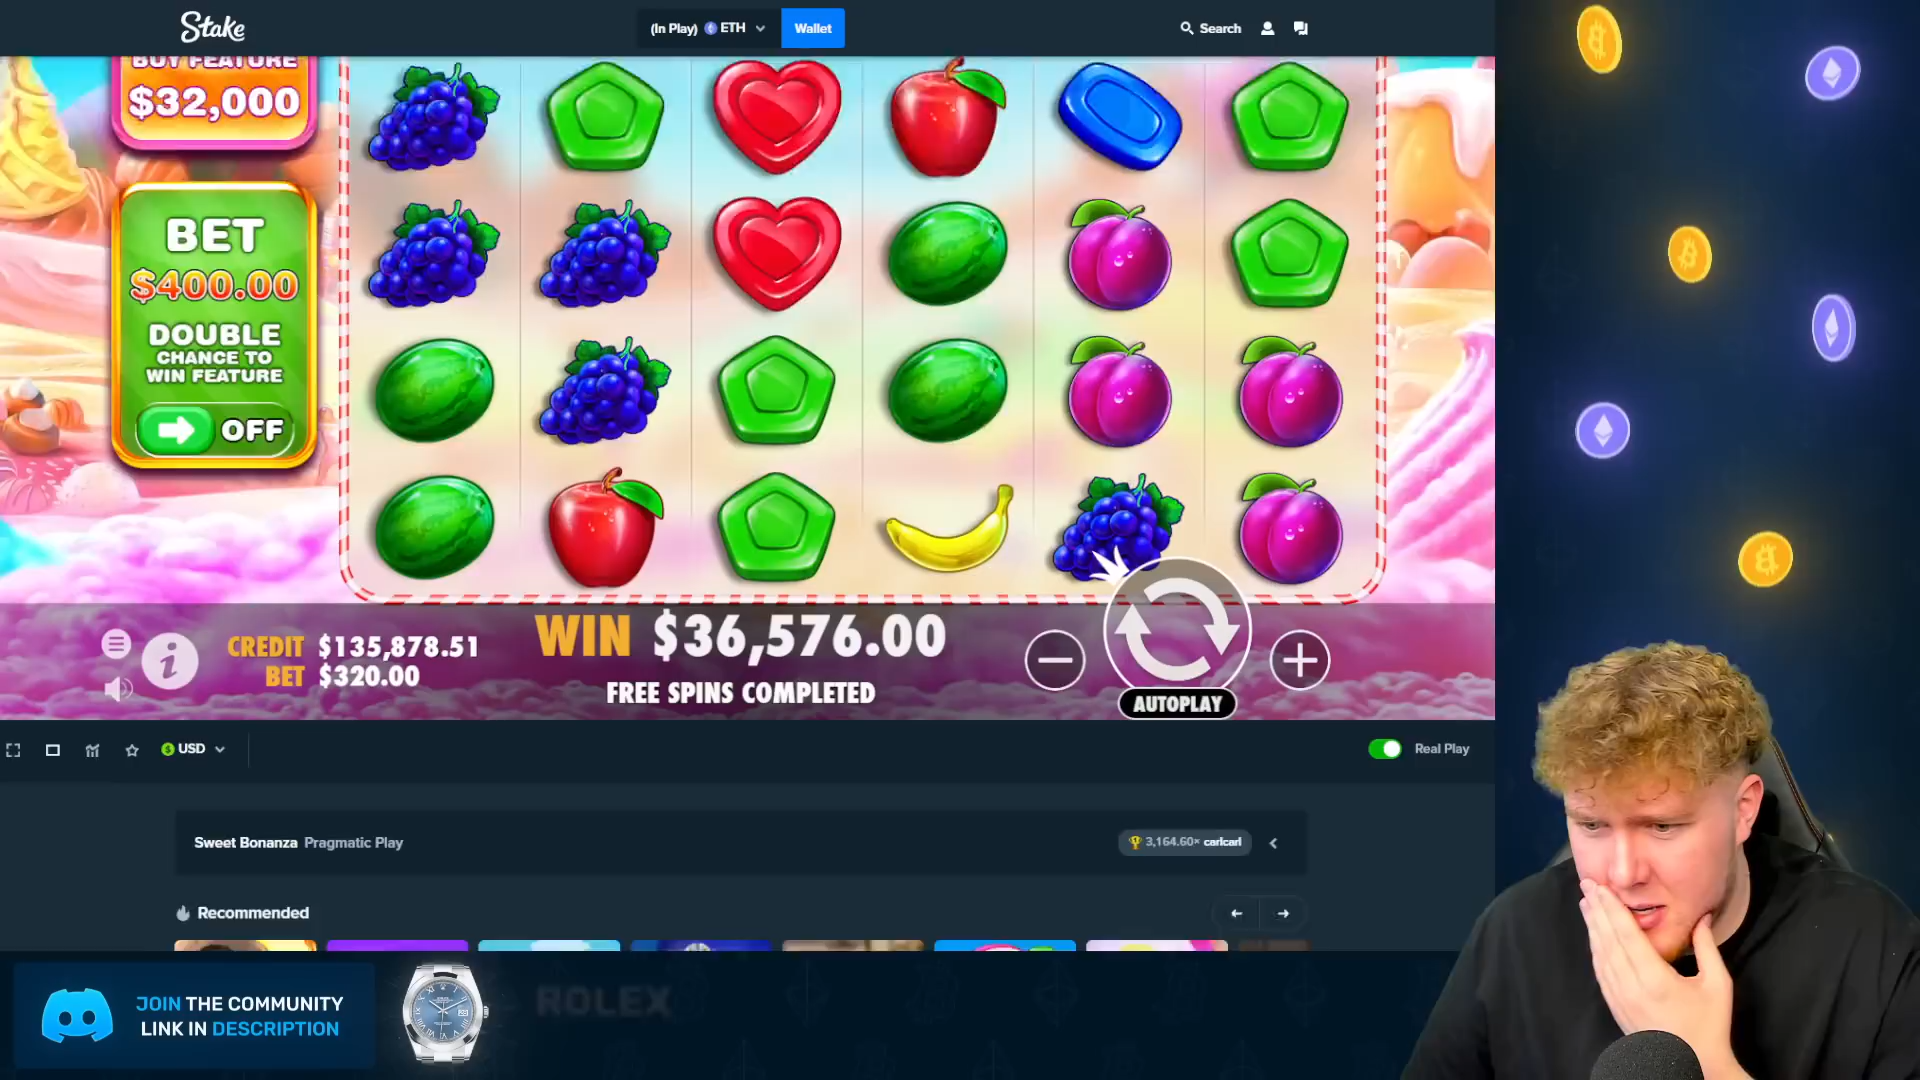 Stake
(In Play) ETH
Wallet
Search
BUY FEATURE
$32,000
BET
$400.00
DOUBLE
CHANCE TO
WIN FEATURE
OFF
CREDIT $135,878.51
BET $320.00
WIN $36,576.00
FREE SPINS COMPLETED
AUTOPLAY
USD
Real Play
Sweet Bonanza Pragmatic Play
3,164.60× carlcarl
Recommended
JOIN THE COMMUNITY
LINK IN DESCRIPTION
ROLEX